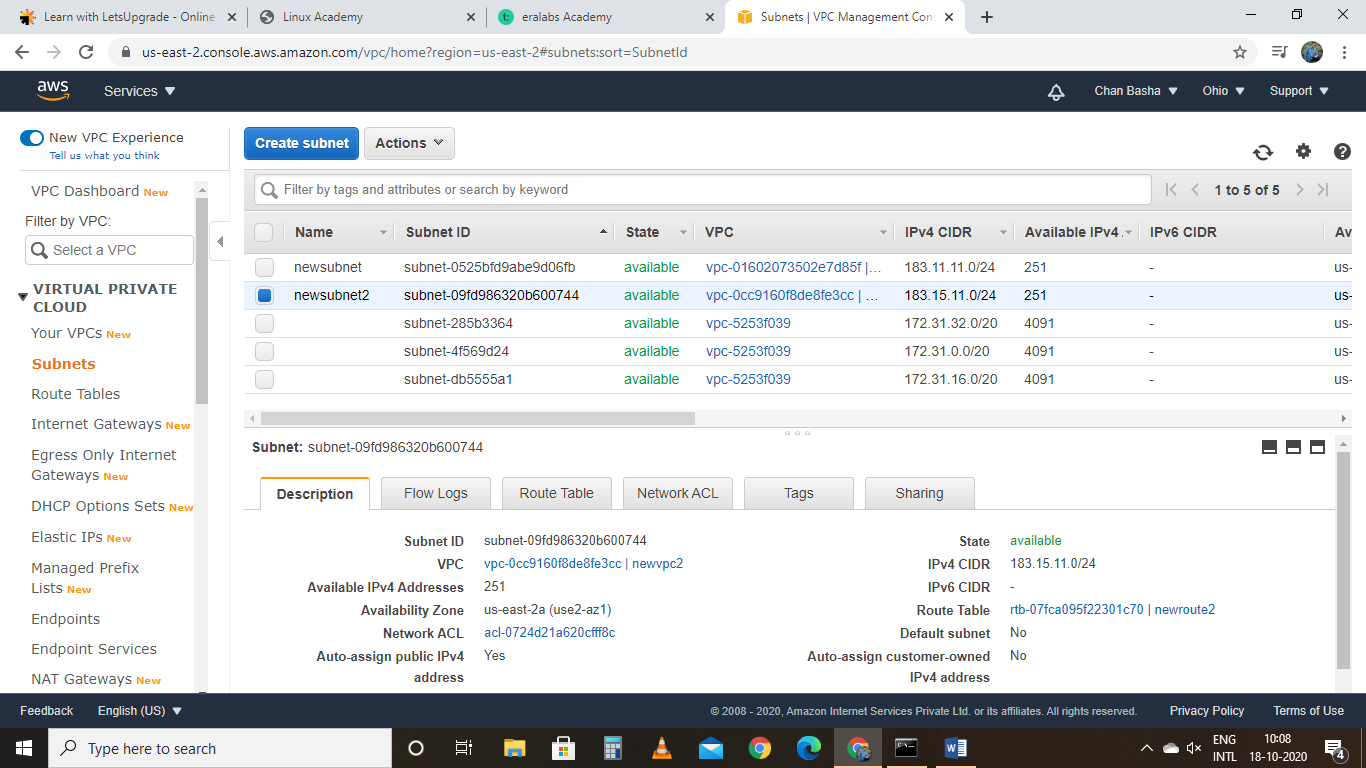 Learn with LetsUpgrade - Online
Linux Academy
eralabs Academy
Subnets | VPC Management Con
us-east-2.console.aws.amazon.com/vpc/home?region=us-east-2#subnets:sort=SubnetId
aws
Services
Chan Basha
Ohio
Support
New VPC Experience
Tell us what you think
VPC Dashboard New
Filter by VPC:
Select a VPC
VIRTUAL PRIVATE
CLOUD
Your VPCs New
Subnets
Route Tables
Internet Gateways New
Egress Only Internet
Gateways New
DHCP Options Sets New
Elastic IPs New
Managed Prefix
Lists New
Endpoints
Endpoint Services
NAT Gateways New
Create subnet Actions
Filter by tags and attributes or search by keyword
1 to 5 of 5
Name Subnet ID State VPC IPv4 CIDR Available IPv4 IPv6 CIDR Av
newsubnet subnet-0525bfd9abe9d06fb available vpc-01602073502e7d85f |... 183.11.11.0/24 251 - us-
newsubnet2 subnet-09fd986320b600744 available vpc-0cc9160f8de8fe3cc | ... 183.15.11.0/24 251 - us-
subnet-285b3364 available vpc-5253f039 172.31.32.0/20 4091 - us-
subnet-4f569d24 available vpc-5253f039 172.31.0.0/20 4091 - us-
subnet-db5555a1 available vpc-5253f039 172.31.16.0/20 4091 - us-
Subnet: subnet-09fd986320b600744
Description Flow Logs Route Table Network ACL Tags Sharing
Subnet ID subnet-09fd986320b600744 State available
VPC vpc-0cc9160f8de8fe3cc | newvpc2 IPv4 CIDR 183.15.11.0/24
Available IPv4 Addresses 251 IPv6 CIDR -
Availability Zone us-east-2a (use2-az1) Route Table rtb-07fca095f22301c70 | newroute2
Network ACL acl-0724d21a620cfff8c Default subnet No
Auto-assign public IPv4 Yes Auto-assign customer-owned No
address IPv4 address
Feedback English (US) © 2008 - 2020, Amazon Internet Services Private Ltd. or its affiliates. All rights reserved. Privacy Policy Terms of Use
Type here to search
ENG
INTL
10:08
18-10-2020
4